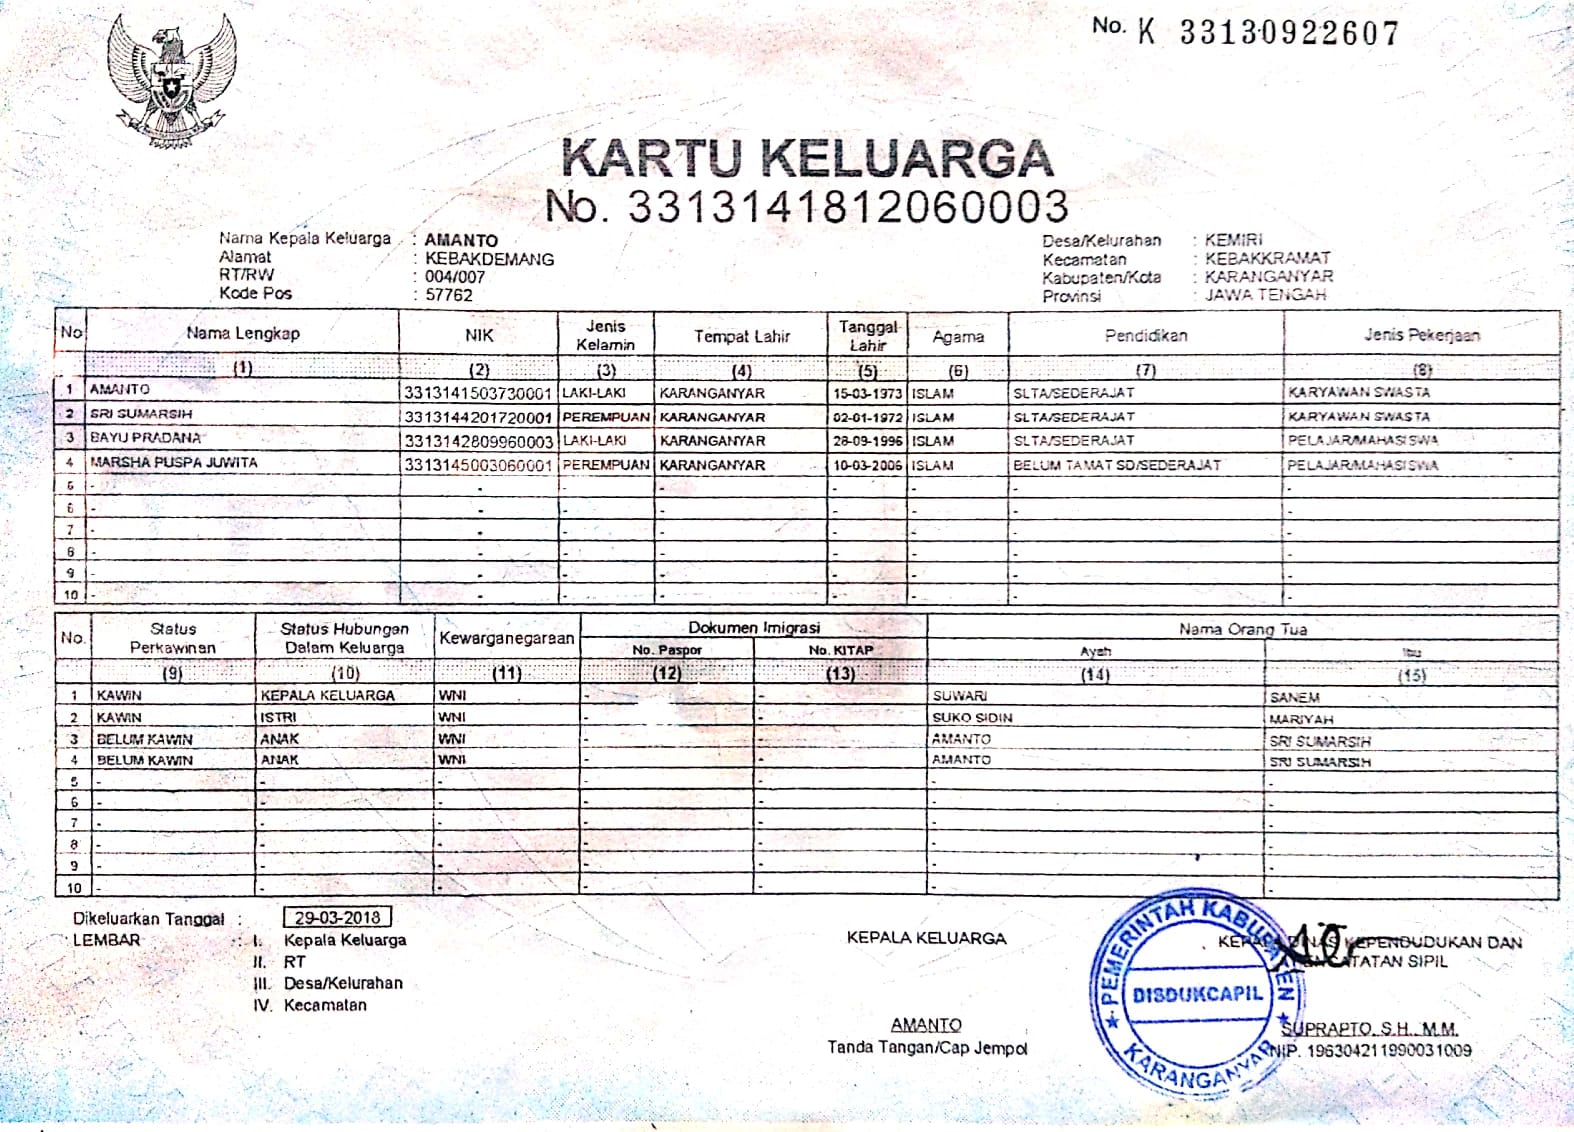 No. K 33130922607
KARTU KELUARGA
No. 3313141812060003
Nama Kepala Keluarga : AMANTO
Alamat : KEBAKDEMANG
RT/RW : 004/007
Kode Pos : 57762
Desa/Kelurahan : KEMIRI
Kecamatan : KEBAKKRAMAT
Kabupaten/Kota : KARANGANYAR
Provinsi : JAWA TENGAH
No Nama Lengkap NIK Jenis Kelamin Tempat Lahir Tanggal Lahir Agama Pendidikan Jenis Pekerjaan
(1) (2) (3) (4) (5) (6) (7) (8)
1 AMANTO 3313141503730001 LAKI-LAKI KARANGANYAR 15-03-1973 ISLAM SLTA/SEDERAJAT KARYAWAN SWASTA
2 SRI SUMARSIH 3313144201720001 PEREMPUAN KARANGANYAR 02-01-1972 ISLAM SLTA/SEDERAJAT KARYAWAN SWASTA
3 BAYU PRADANA 3313142809960003 LAKI-LAKI KARANGANYAR 28-09-1996 ISLAM SLTA/SEDERAJAT PELAJAR/MAHASISWA
4 MARSHA PUSPA JUWITA 3313145003060001 PEREMPUAN KARANGANYAR 10-03-2006 ISLAM BELUM TAMAT SD/SEDERAJAT PELAJAR/MAHASISWA
5 - - - - - - - -
6 - - - - - - - -
7 - - - - - - - -
8 - - - - - - - -
9 - - - - - - - -
10 - - - - - - - -
No. Status Perkawinan Status Hubungan Dalam Keluarga Kewarganegaraan Dokumen Imigrasi Nama Orang Tua
No. Paspor No. KITAP Ayah Ibu
(9) (10) (11) (12) (13) (14) (15)
1 KAWIN KEPALA KELUARGA WNI - - SUWARI SANEM
2 KAWIN ISTRI WNI - - SUKO SIDIN MARIYAH
3 BELUM KAWIN ANAK WNI - - AMANTO SRI SUMARSIH
4 BELUM KAWIN ANAK WNI - - AMANTO SRI SUMARSIH
5 - - - - - - -
6 - - - - - - -
7 - - - - - - -
8 - - - - - - -
9 - - - - - - -
10 - - - - - - -
Dikeluarkan Tanggal : 29-03-2018
LEMBAR : I. Kepala Keluarga
II. RT
III. Desa/Kelurahan
IV. Kecamatan
KEPALA KELUARGA
AMANTO
Tanda Tangan/Cap Jempol
KEPALA DINAS KEPENDUDUKAN DAN
PENCATATAN SIPIL
PEMERINTAH KABUPATEN
DISDUKCAPIL
KARANGANYAR
SUPRAPTO, S.H., M.M.
NIP. 196304211990031009